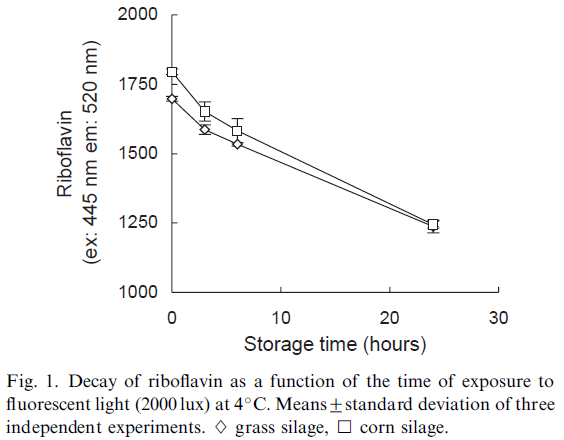 2000
1750
1500
1250
1000
Riboflavin
(ex: 445 nm em: 520 nm)
0 10 20 30
Storage time (hours)
Fig. 1. Decay of riboflavin as a function of the time of exposure to
fluorescent light (2000 lux) at 4°C. Means ± standard deviation of three
independent experiments. ◇ grass silage, □ corn silage.